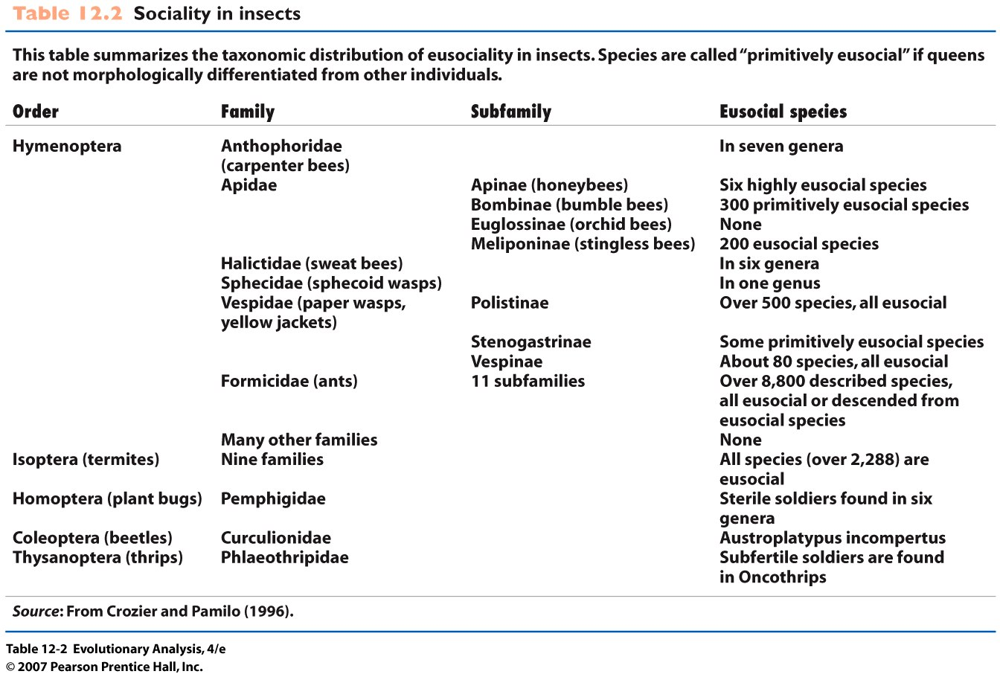 Table 12.2 Sociality in insects
This table summarizes the taxonomic distribution of eusociality in insects. Species are called “primitively eusocial” if queens
are not morphologically differentiated from other individuals.
Order Family Subfamily Eusocial species
Hymenoptera Anthophoridae In seven genera
(carpenter bees)
Apidae Apinae (honeybees) Six highly eusocial species
Bombinae (bumble bees) 300 primitively eusocial species
Euglossinae (orchid bees) None
Meliponinae (stingless bees) 200 eusocial species
Halictidae (sweat bees) In six genera
Sphecidae (sphecoid wasps) In one genus
Vespidae (paper wasps, Polistinae Over 500 species, all eusocial
yellow jackets)
Stenogastrinae Some primitively eusocial species
Vespinae About 80 species, all eusocial
Formicidae (ants) 11 subfamilies Over 8,800 described species,
all eusocial or descended from
eusocial species
Many other families None
Isoptera (termites) Nine families All species (over 2,288) are
eusocial
Homoptera (plant bugs) Pemphigidae Sterile soldiers found in six
genera
Coleoptera (beetles) Curculionidae Austroplatypus incompertus
Thysanoptera (thrips) Phlaeothripidae Subfertile soldiers are found
in Oncothrips
Source: From Crozier and Pamilo (1996).
Table 12-2 Evolutionary Analysis, 4/e
© 2007 Pearson Prentice Hall, Inc.